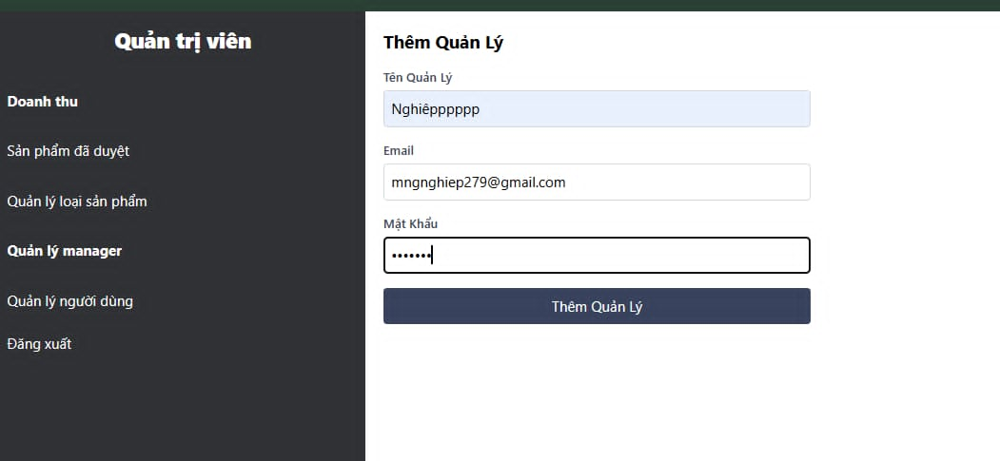 Quản trị viên
Doanh thu
Sản phẩm đã duyệt
Quản lý loại sản phẩm
Quản lý manager
Quản lý người dùng
Đăng xuất
Thêm Quản Lý
Tên Quản Lý
Nghiêpppppp
Email
mngnghiep279@gmail.com
Mật Khẩu
•••••••
Thêm Quản Lý